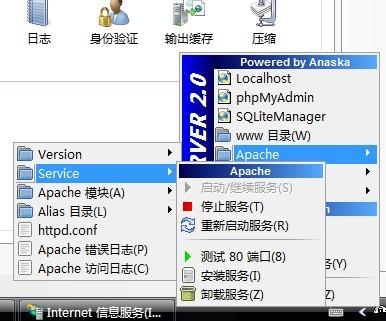 日志
身份验证
输出缓存
压缩
Powered by Anaska
Localhost
phpMyAdmin
SQLiteManager
www 目录(W)
Apache
ERVER 2.0
Version
Service
Apache 模块(A)
Alias 目录(L)
httpd.conf
Apache 错误日志(P)
Apache 访问日志(C)
Apache
启动/继续服务(S)
停止服务(T)
重新启动服务(R)
测试 80 端口(8)
安装服务(I)
卸载服务(Z)
务(Y)
Internet 信息服务(I...